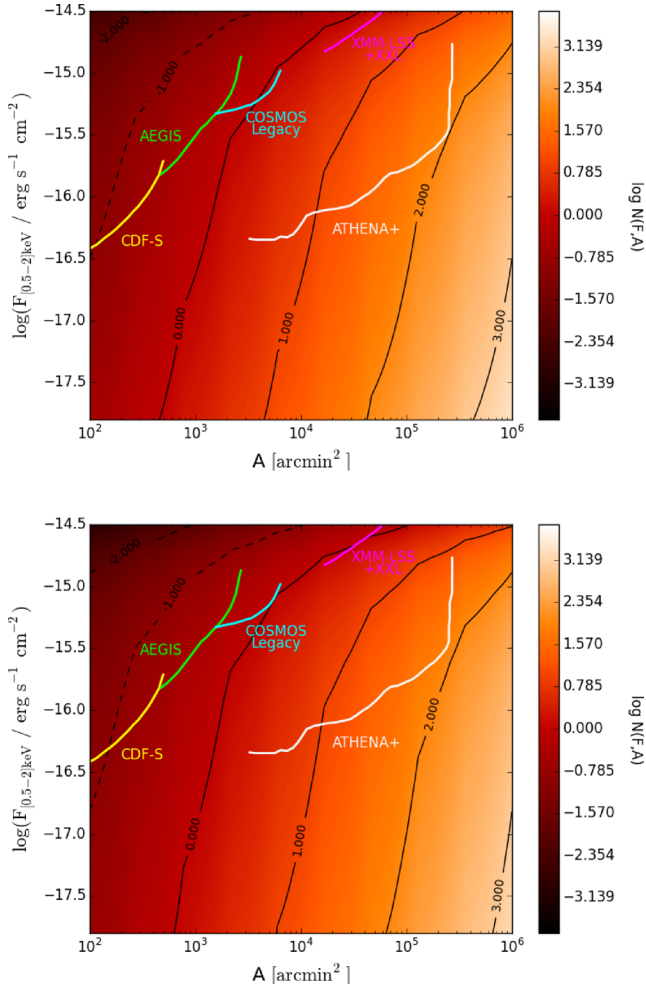 −14.5
−15.0
−15.5
−16.0
−16.5
−17.0
−17.5
log(F[0.5−2]keV / erg s−1 cm−2)
-2.000
-1.000
0.000
1.000
2.000
3.000
XMM-LSS
+XXL
AEGIS
COSMOS
Legacy
CDF-S
ATHENA+
10^2
10^3
10^4
10^5
10^6
A [arcmin^2 ]
3.139
2.354
1.570
0.785
0.000
−0.785
−1.570
−2.354
−3.139
log N(F,A)
−14.5
−15.0
−15.5
−16.0
−16.5
−17.0
−17.5
log(F[0.5−2]keV / erg s−1 cm−2)
-2.000
-1.000
0.000
1.000
2.000
3.000
XMM-LSS
+XXL
AEGIS
COSMOS
Legacy
CDF-S
ATHENA+
10^2
10^3
10^4
10^5
10^6
A [arcmin^2 ]
3.139
2.354
1.570
0.785
0.000
−0.785
−1.570
−2.354
−3.139
log N(F,A)